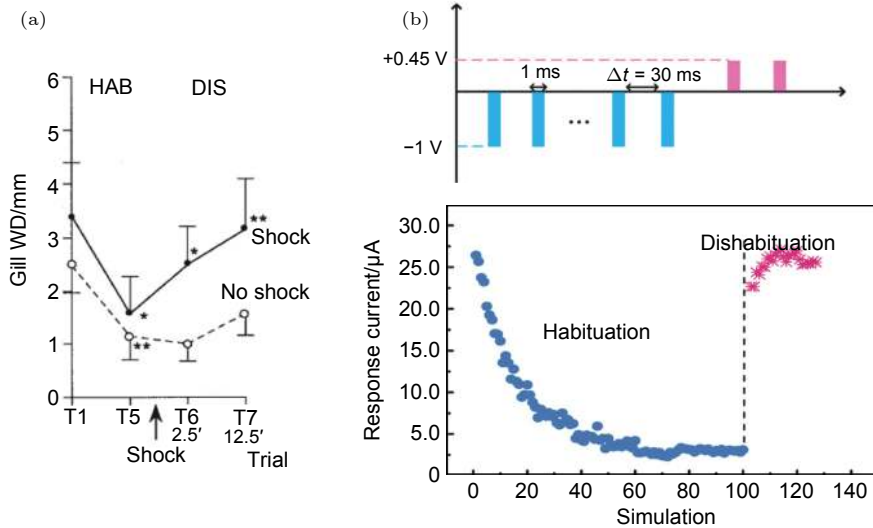 (a)
6
5
4
3
2
1
0
Gill WD/mm
HAB DIS
*
**
*
**
Shock
No shock
T1 T5 T6 T7
2.5′ 12.5′
Shock Trial
(b)
+0.45 V
1 ms Δt = 30 ms
...
−1 V
30.0
25.0
20.0
15.0
10.0
5.0
0.0
Response current/μA
Dishabituation
Habituation
0 20 40 60 80 100 120 140
Simulation